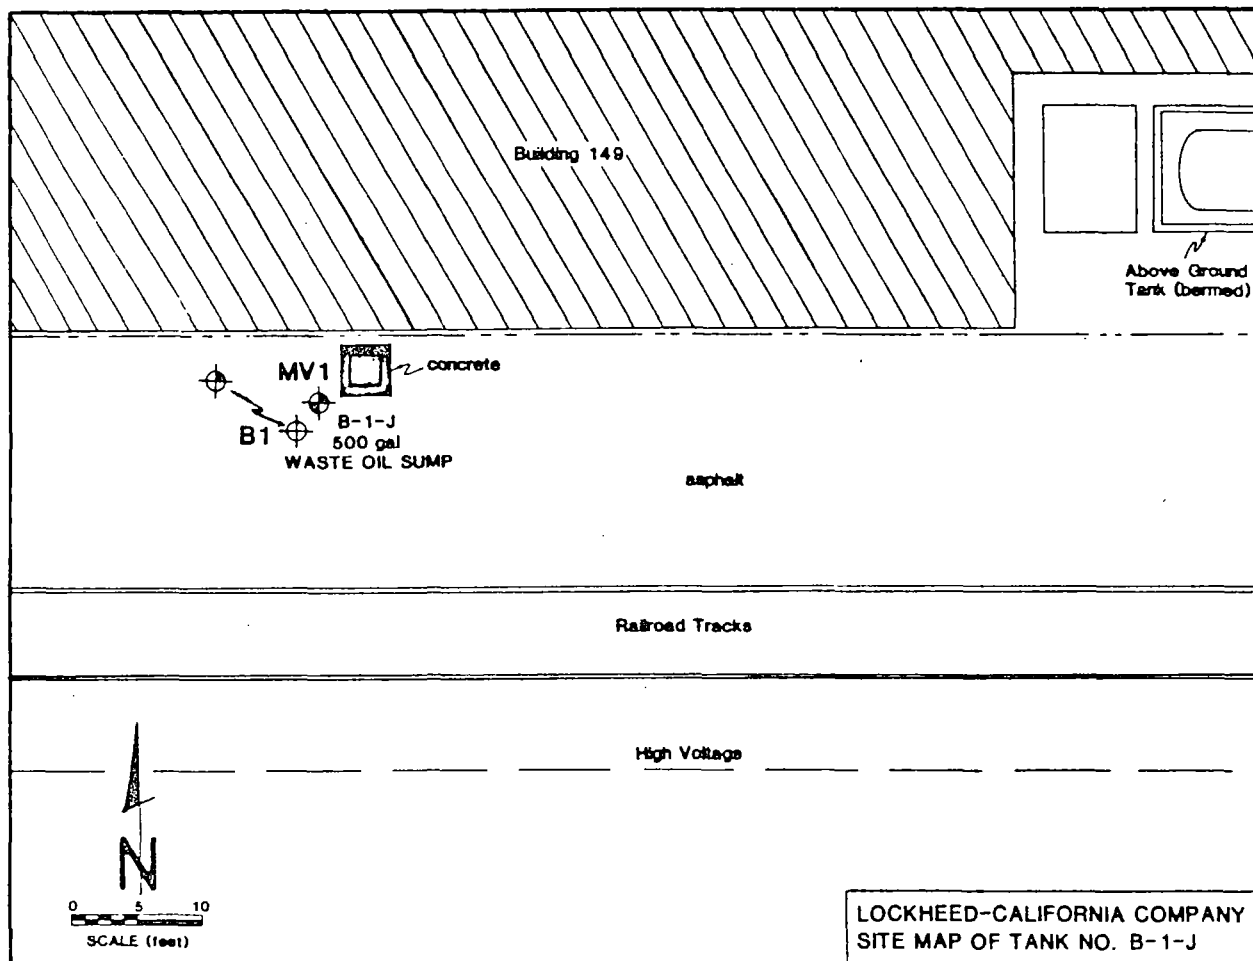 Building 149
Above Ground
Tank (bermed)
concrete
MV1
B1
B-1-J
500 gal
WASTE OIL SUMP
asphalt
Railroad Tracks
High Voltage
N
0 5 10
SCALE (feet)
LOCKHEED-CALIFORNIA COMPANY
SITE MAP OF TANK NO. B-1-J